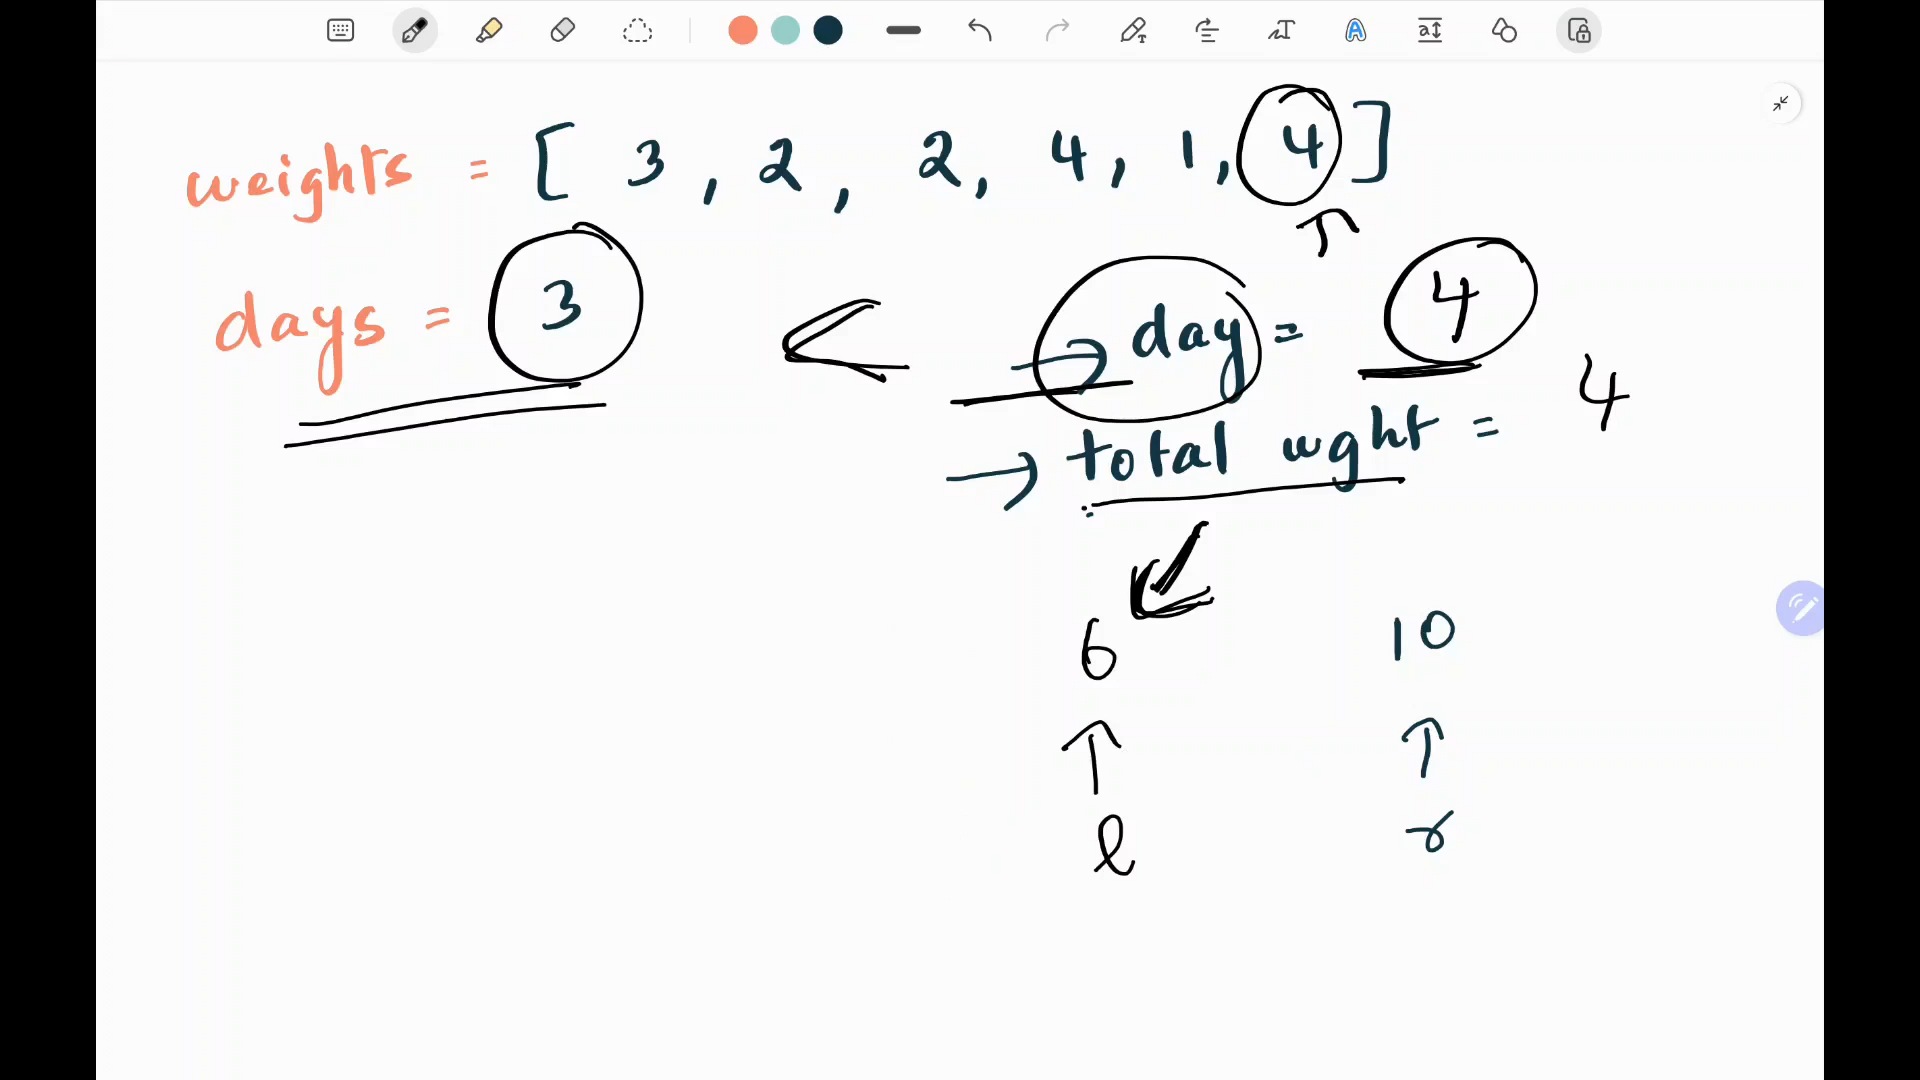 weights = [ 3, 2, 2, 4, 1, 4 ]
days = 3 < → day = 4
→ total wght = 4
6 10
↑ ↑
l r